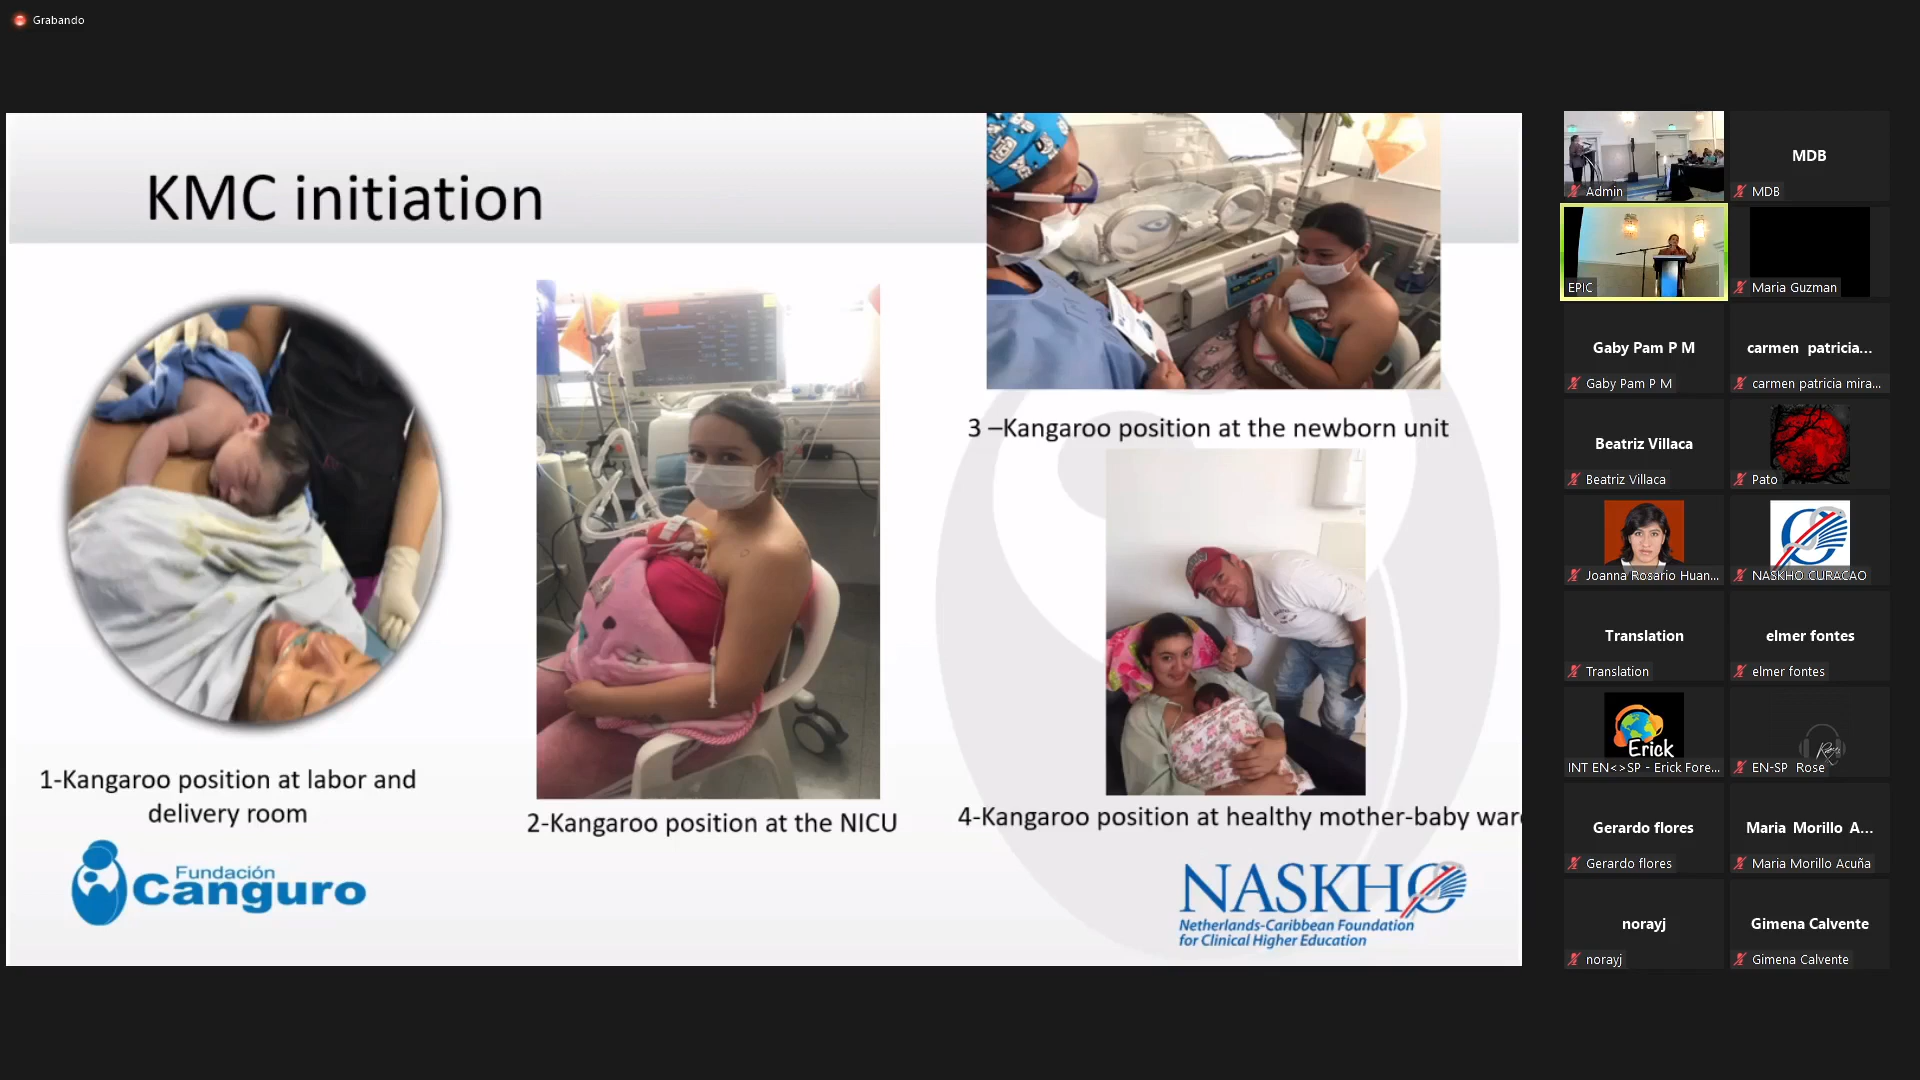 Grabando
KMC initiation
3 –Kangaroo position at the newborn unit
1-Kangaroo position at labor and
delivery room
2-Kangaroo position at the NICU
4-Kangaroo position at healthy mother-baby ward
Fundación
Canguro
NASKHO
Netherlands-Caribbean Foundation
for Clinical Higher Education
Admin
MDB
MDB
EPIC
Maria Guzman
Gaby Pam P M
Gaby Pam P M
carmen patricia...
carmen patricia mira...
Beatriz Villaca
Beatriz Villaca
Pato
Joanna Rosario Huan...
NASKHO CURACAO
Translation
Translation
elmer fontes
elmer fontes
Erick
INT EN<>SP - Erick Fore...
Rose
EN-SP Rose
Gerardo flores
Gerardo flores
Maria Morillo A...
Maria Morillo Acuña
norayj
norayj
Gimena Calvente
Gimena Calvente